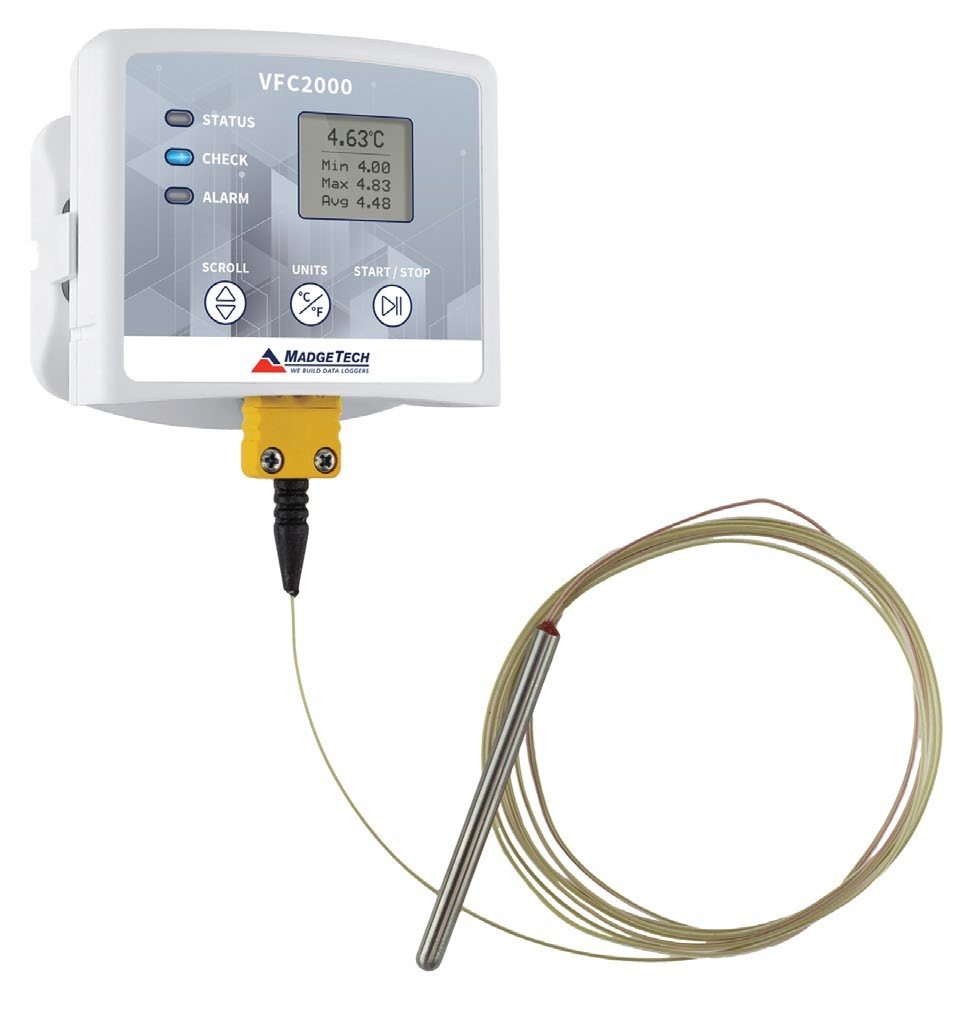 VFC2000
STATUS
CHECK
ALARM
4.63°C
Min 4.00
Max 4.83
Avg 4.48
SCROLL
UNITS
START / STOP
°C/°F
MADGETECH
WE BUILD DATA LOGGERS